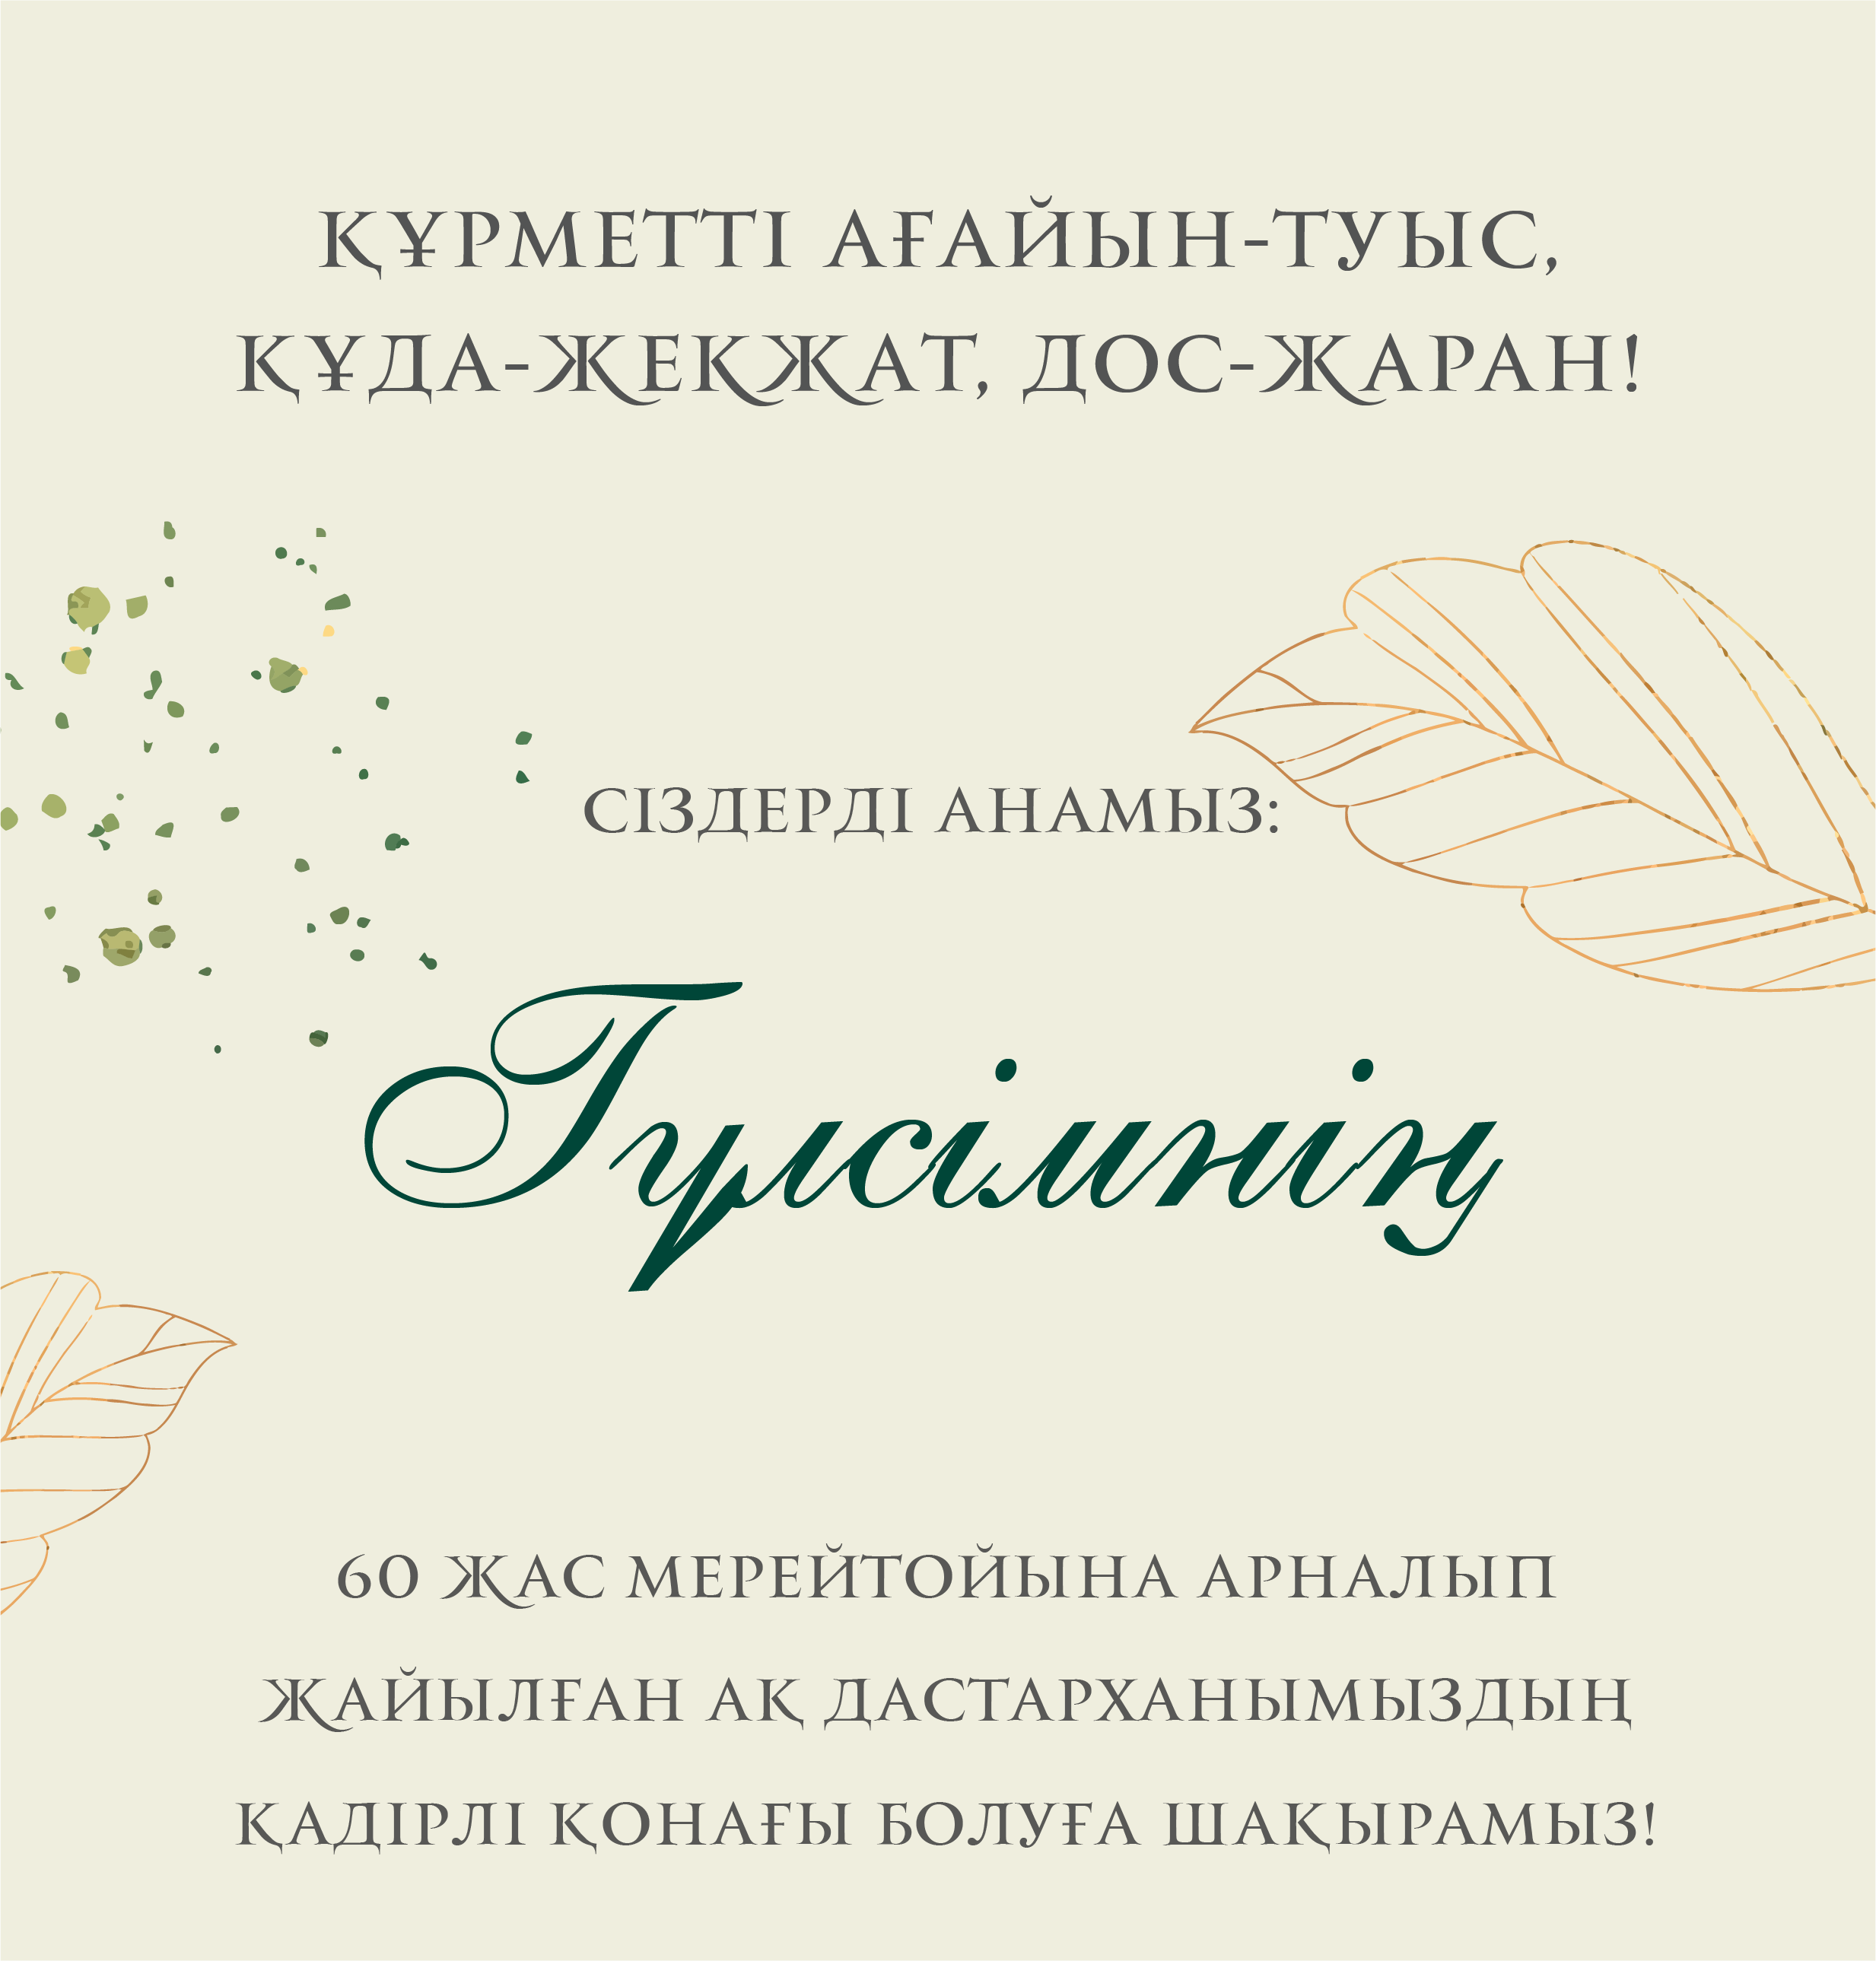 ҚҰРМЕТТІ АҒАЙЫН-ТУЫС,
ҚҰДА-ЖЕКЖАТ, ДОС-ЖАРАН!
СІЗДЕРДІ АНАМЫЗ:
Гүлсімнің
60 ЖАС МЕРЕЙТОЙЫНА АРНАЛЫП
ЖАЙЫЛҒАН АҚ ДАСТАРХАНЫМЫЗДЫҢ
ҚАДІРЛІ ҚОНАҒЫ БОЛУҒА ШАҚЫРАМЫЗ!